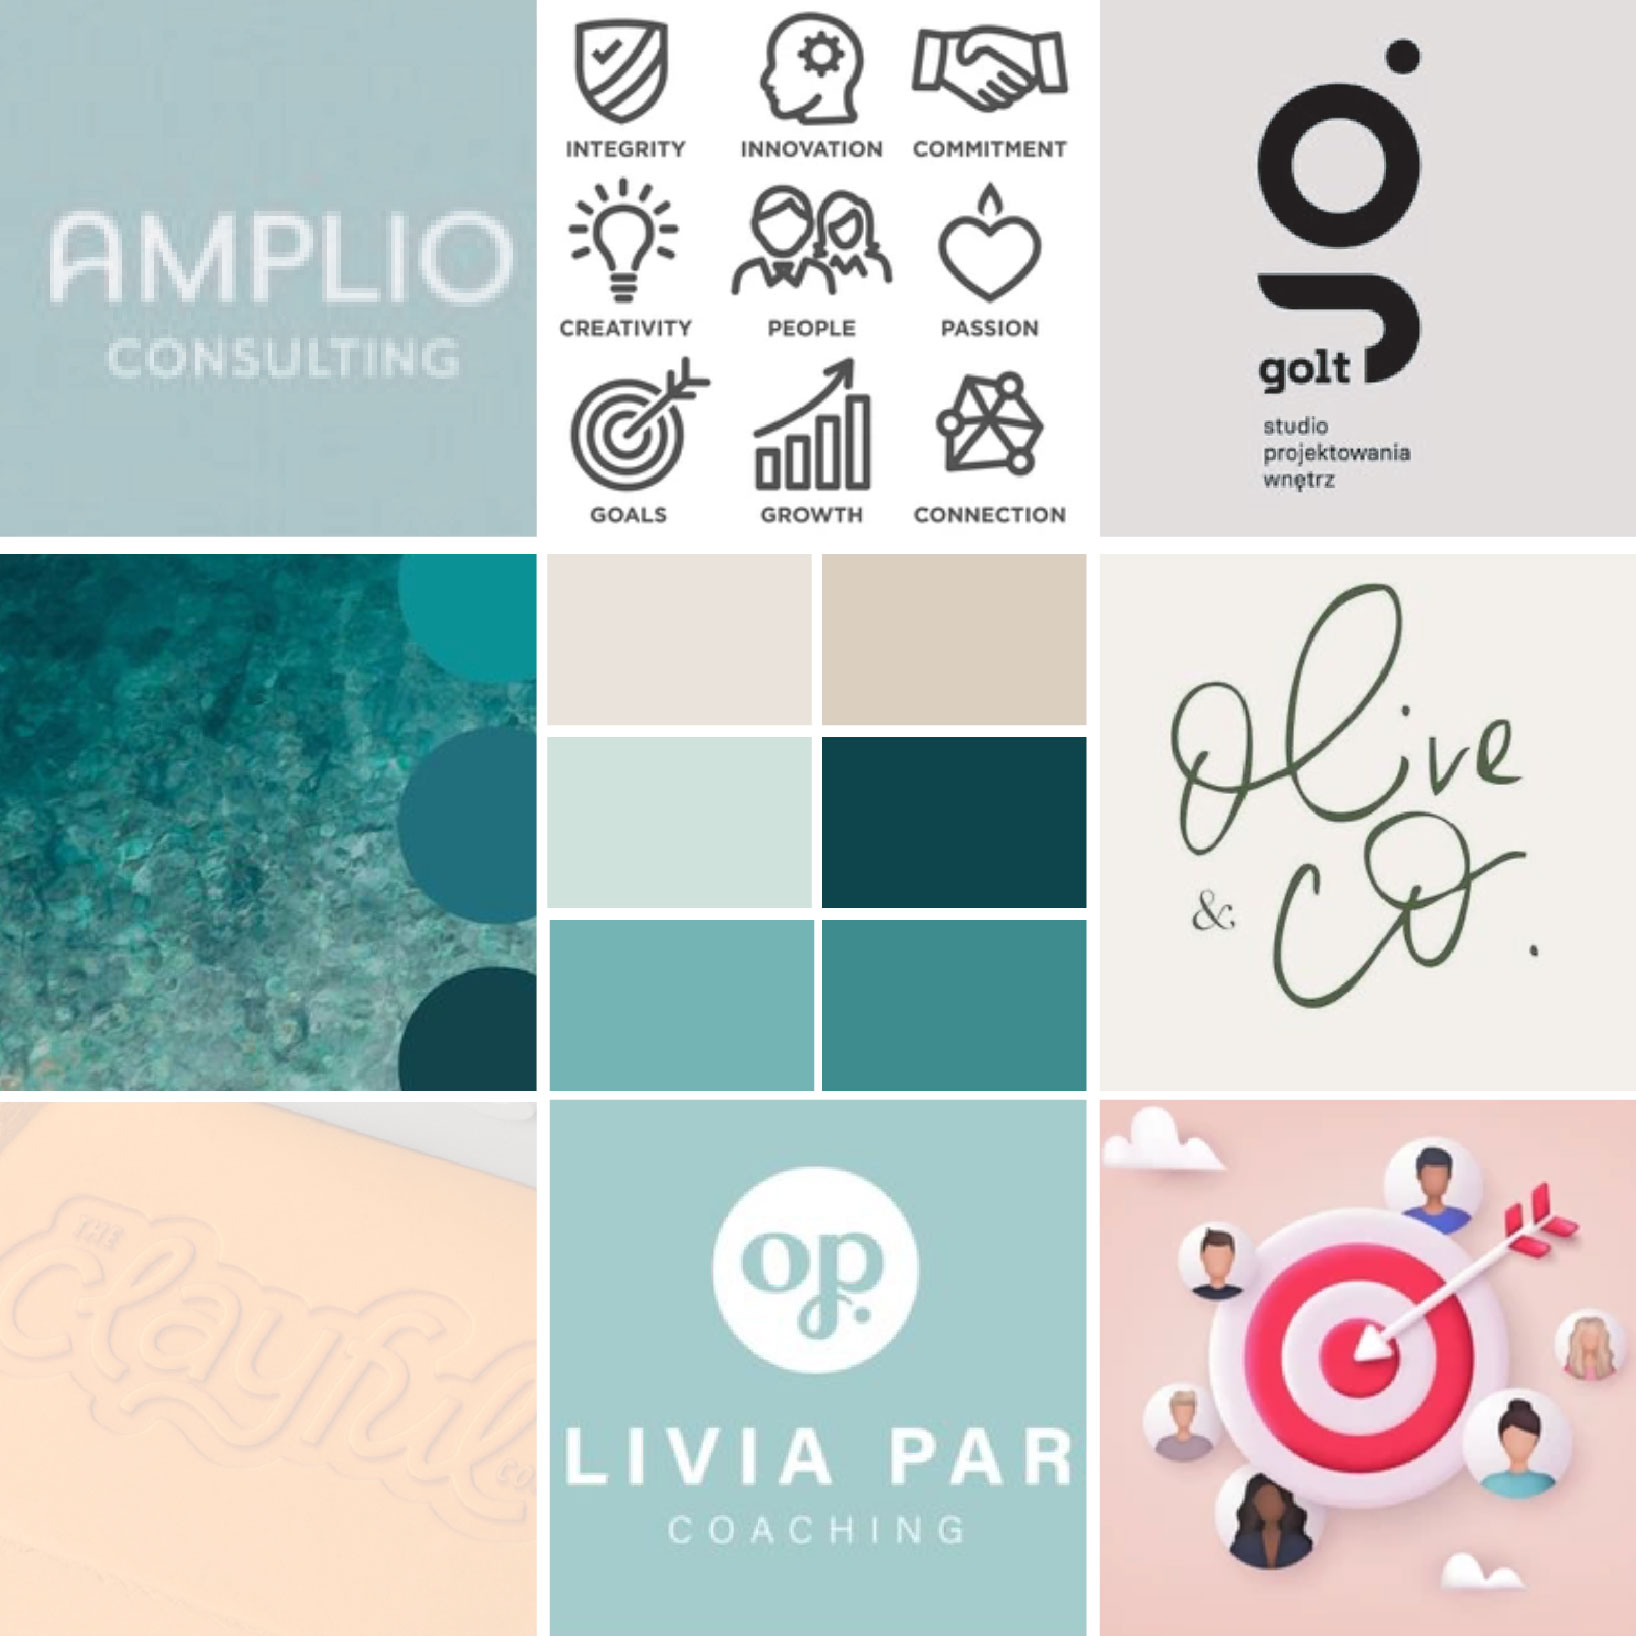 AMPLIO
CONSULTING
INTEGRITY
INNOVATION
COMMITMENT
CREATIVITY
PEOPLE
PASSION
GOALS
GROWTH
CONNECTION
golt
studio
projektowania
wnętrz
olive
& co.
THE
Clayful
CO
op.
LIVIA PAR
COACHING